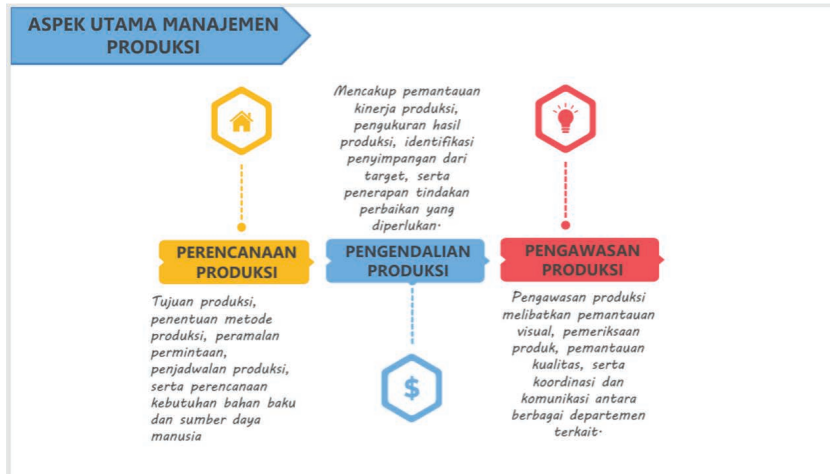 ASPEK UTAMA MANAJEMEN
PRODUKSI
Mencakup pemantauan
kinerja produksi,
pengukuran hasil
produksi, identifikasi
penyimpangan dari
target, serta
penerapan tindakan
perbaikan yang
diperlukan.
PERENCANAAN
PRODUKSI
PENGENDALIAN
PRODUKSI
PENGAWASAN
PRODUKSI
Tujuan produksi,
penentuan metode
produksi, peramalan
permintaan,
penjadwalan produksi,
serta perencanaan
kebutuhan bahan baku
dan sumber daya
manusia
$
Pengawasan produksi
melibatkan pemantauan
visual, pemeriksaan
produk, pemantauan
kualitas, serta
koordinasi dan
komunikasi antara
berbagai departemen
terkait.